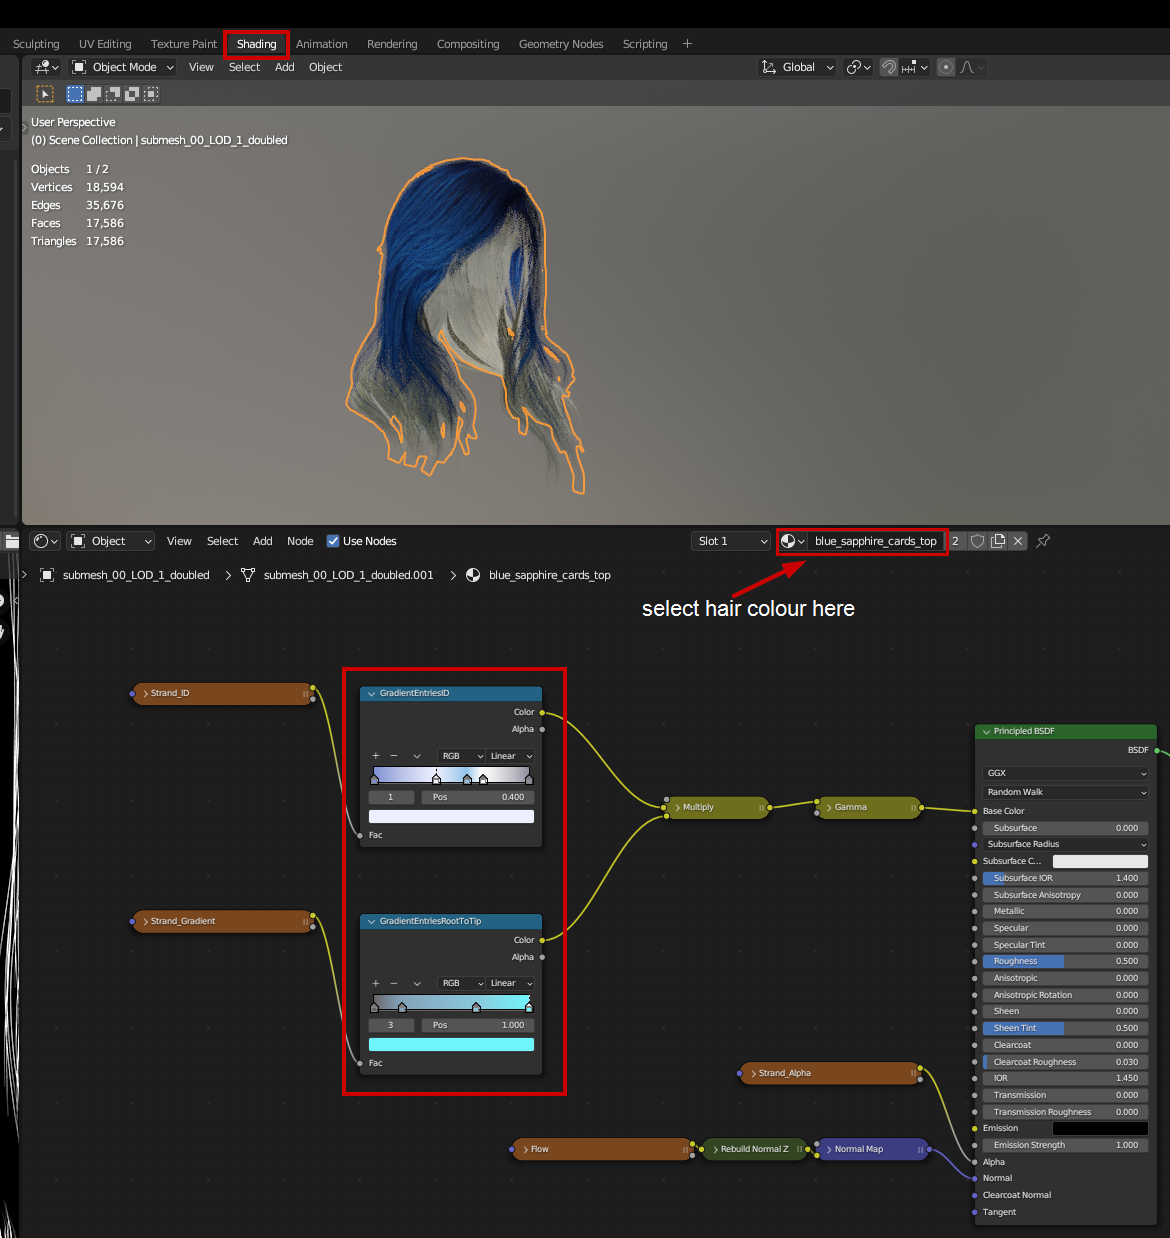 Sculpting UV Editing Texture Paint Shading Animation Rendering Compositing Geometry Nodes Scripting +
Object Mode View Select Add Object Global
User Perspective
(0) Scene Collection | submesh_00_LOD_1_doubled
Objects 1 / 2
Vertices 18,594
Edges 35,676
Faces 17,586
Triangles 17,586
Object View Select Add Node Use Nodes Slot 1 blue_sapphire_cards_top 2
submesh_00_LOD_1_doubled > submesh_00_LOD_1_doubled.001 > blue_sapphire_cards_top
select hair colour here
Strand_ID
GradientEntriesID
Color
Alpha
+ − RGB Linear
1 Pos 0.400
Fac
Strand_Gradient
GradientEntriesRootToTip
Color
Alpha
+ − RGB Linear
3 Pos 1.000
Fac
Multiply
Gamma
Strand_Alpha
Flow
Rebuild Normal Z
Normal Map
Principled BSDF
BSDF
GGX
Random Walk
Base Color
Subsurface 0.000
Subsurface Radius
Subsurface C...
Subsurface IOR 1.400
Subsurface Anisotropy 0.000
Metallic 0.000
Specular 0.000
Specular Tint 0.000
Roughness 0.500
Anisotropic 0.000
Anisotropic Rotation 0.000
Sheen 0.000
Sheen Tint 0.500
Clearcoat 0.000
Clearcoat Roughness 0.030
IOR 1.450
Transmission 0.000
Transmission Roughness 0.000
Emission
Emission Strength 1.000
Alpha
Normal
Clearcoat Normal
Tangent